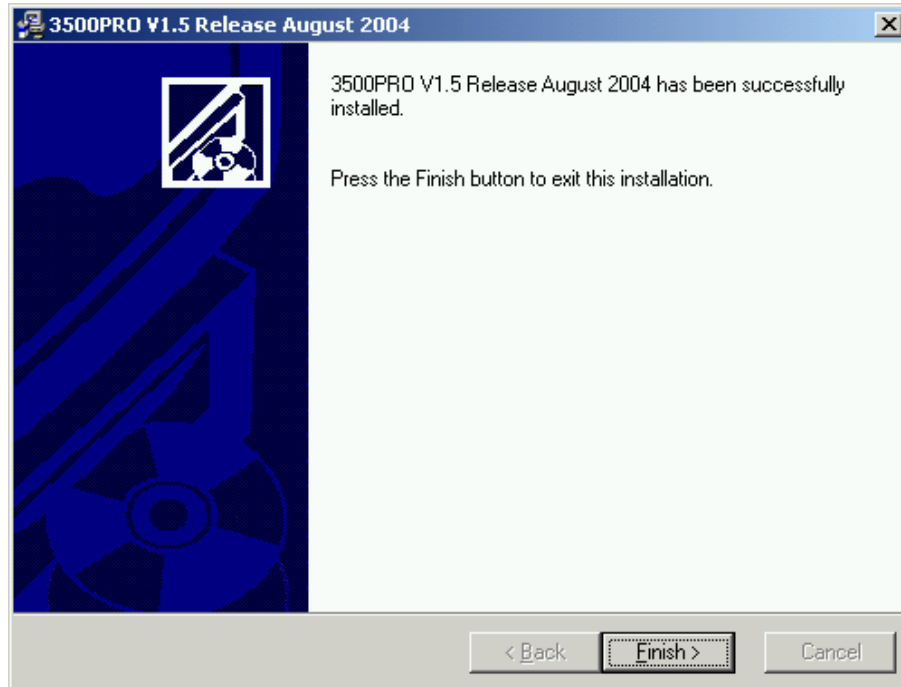 3500PRO V1.5 Release August 2004
3500PRO V1.5 Release August 2004 has been successfully
installed.
Press the Finish button to exit this installation.
< Back
Finish >
Cancel